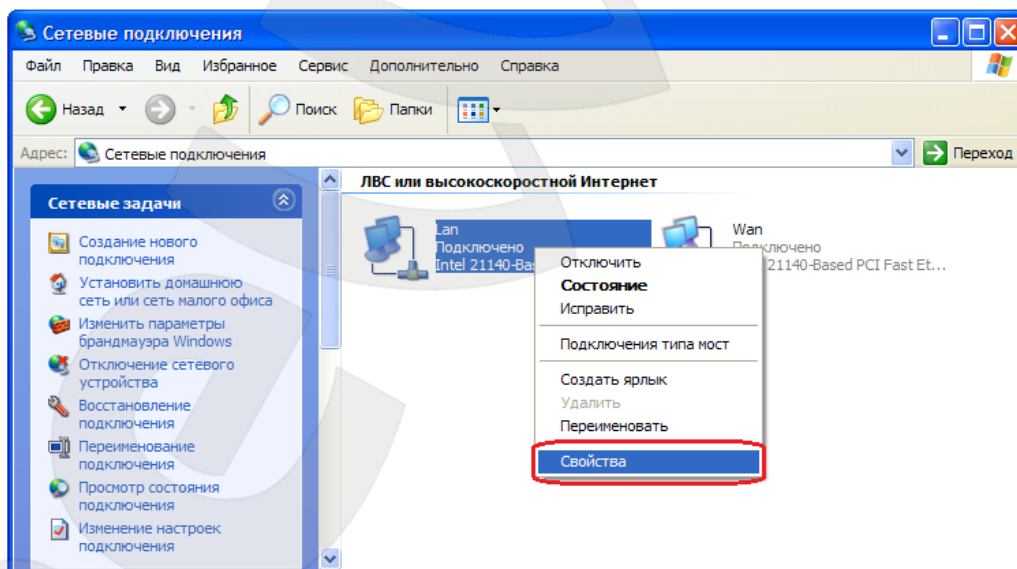 Сетевые подключения
Файл Правка Вид Избранное Сервис Дополнительно Справка
Назад Поиск Папки
Адрес: Сетевые подключения Переход
Сетевые задачи
Создание нового
подключения
Установить домашнюю
сеть или сеть малого офиса
Изменить параметры
брандмауэра Windows
Отключение сетевого
устройства
Восстановление
подключения
Переименование
подключения
Просмотр состояния
подключения
Изменение настроек
подключения
ЛВС или высокоскоростной Интернет
Lan
Подключено
Intel 21140-Bas
Wan
Подключено
21140-Based PCI Fast Et...
Отключить
Состояние
Исправить
Подключения типа мост
Создать ярлык
Удалить
Переименовать
Свойства